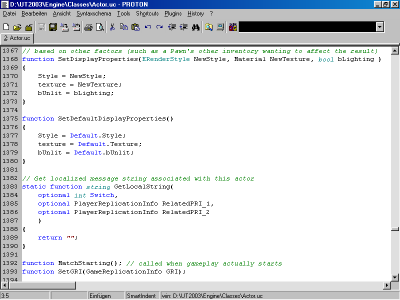 D:\UT2003\Engine\Classes\Actor.uc - PROTON
Datei Bearbeiten Ansicht Syntaxschema Tools Shortcuts Plugins History ?
2 Actor.uc
1367 // based on other factors (such as a Pawn's other inventory wanting to affect the result)
1368 function SetDisplayProperties(ERenderStyle NewStyle, Material NewTexture, bool bLighting )
1369 {
1370 Style = NewStyle;
1371 texture = NewTexture;
1372 bUnlit = bLighting;
1373 }
1374
1375 function SetDefaultDisplayProperties()
1376 {
1377 Style = Default.Style;
1378 texture = Default.Texture;
1379 bUnlit = Default.bUnlit;
1380 }
1381
1382 // Get localized message string associated with this actor
1383 static function string GetLocalString(
1384 optional int Switch,
1385 optional PlayerReplicationInfo RelatedPRI_1,
1386 optional PlayerReplicationInfo RelatedPRI_2
1387 )
1388 {
1389 return "";
1390 }
1391
1392 function MatchStarting(); // called when gameplay actually starts
1393 function SetGRI(GameReplicationInfo GRI);
1394
3:5 Einfügen SmartIndent D:\UT2003\Engine\Classes\Actor.uc